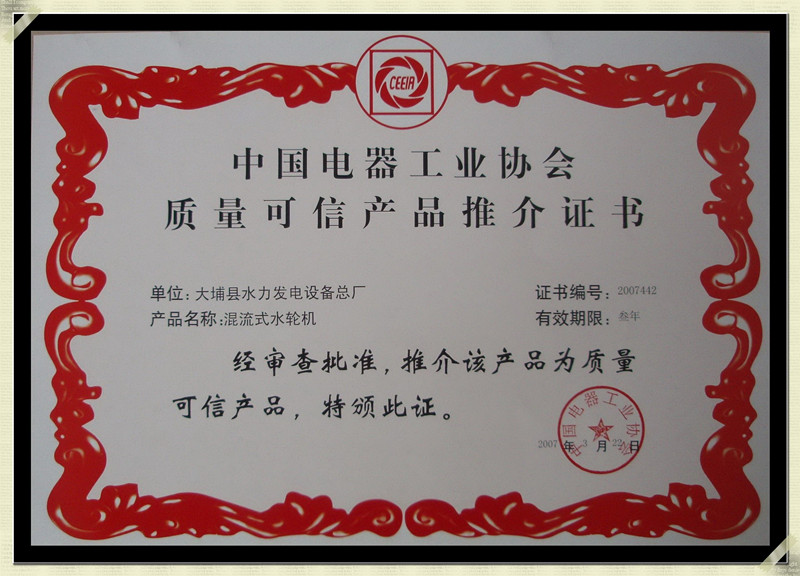 CEEIA
中国电器工业协会
质量可信产品推介证书
单位：大埔县水力发电设备总厂
证书编号：2007442
产品名称：混流式水轮机
有效期限：叁年
经审查批准，推介该产品为质量
可信产品，特颁此证。
中国电器工业协会
2007年3月22日